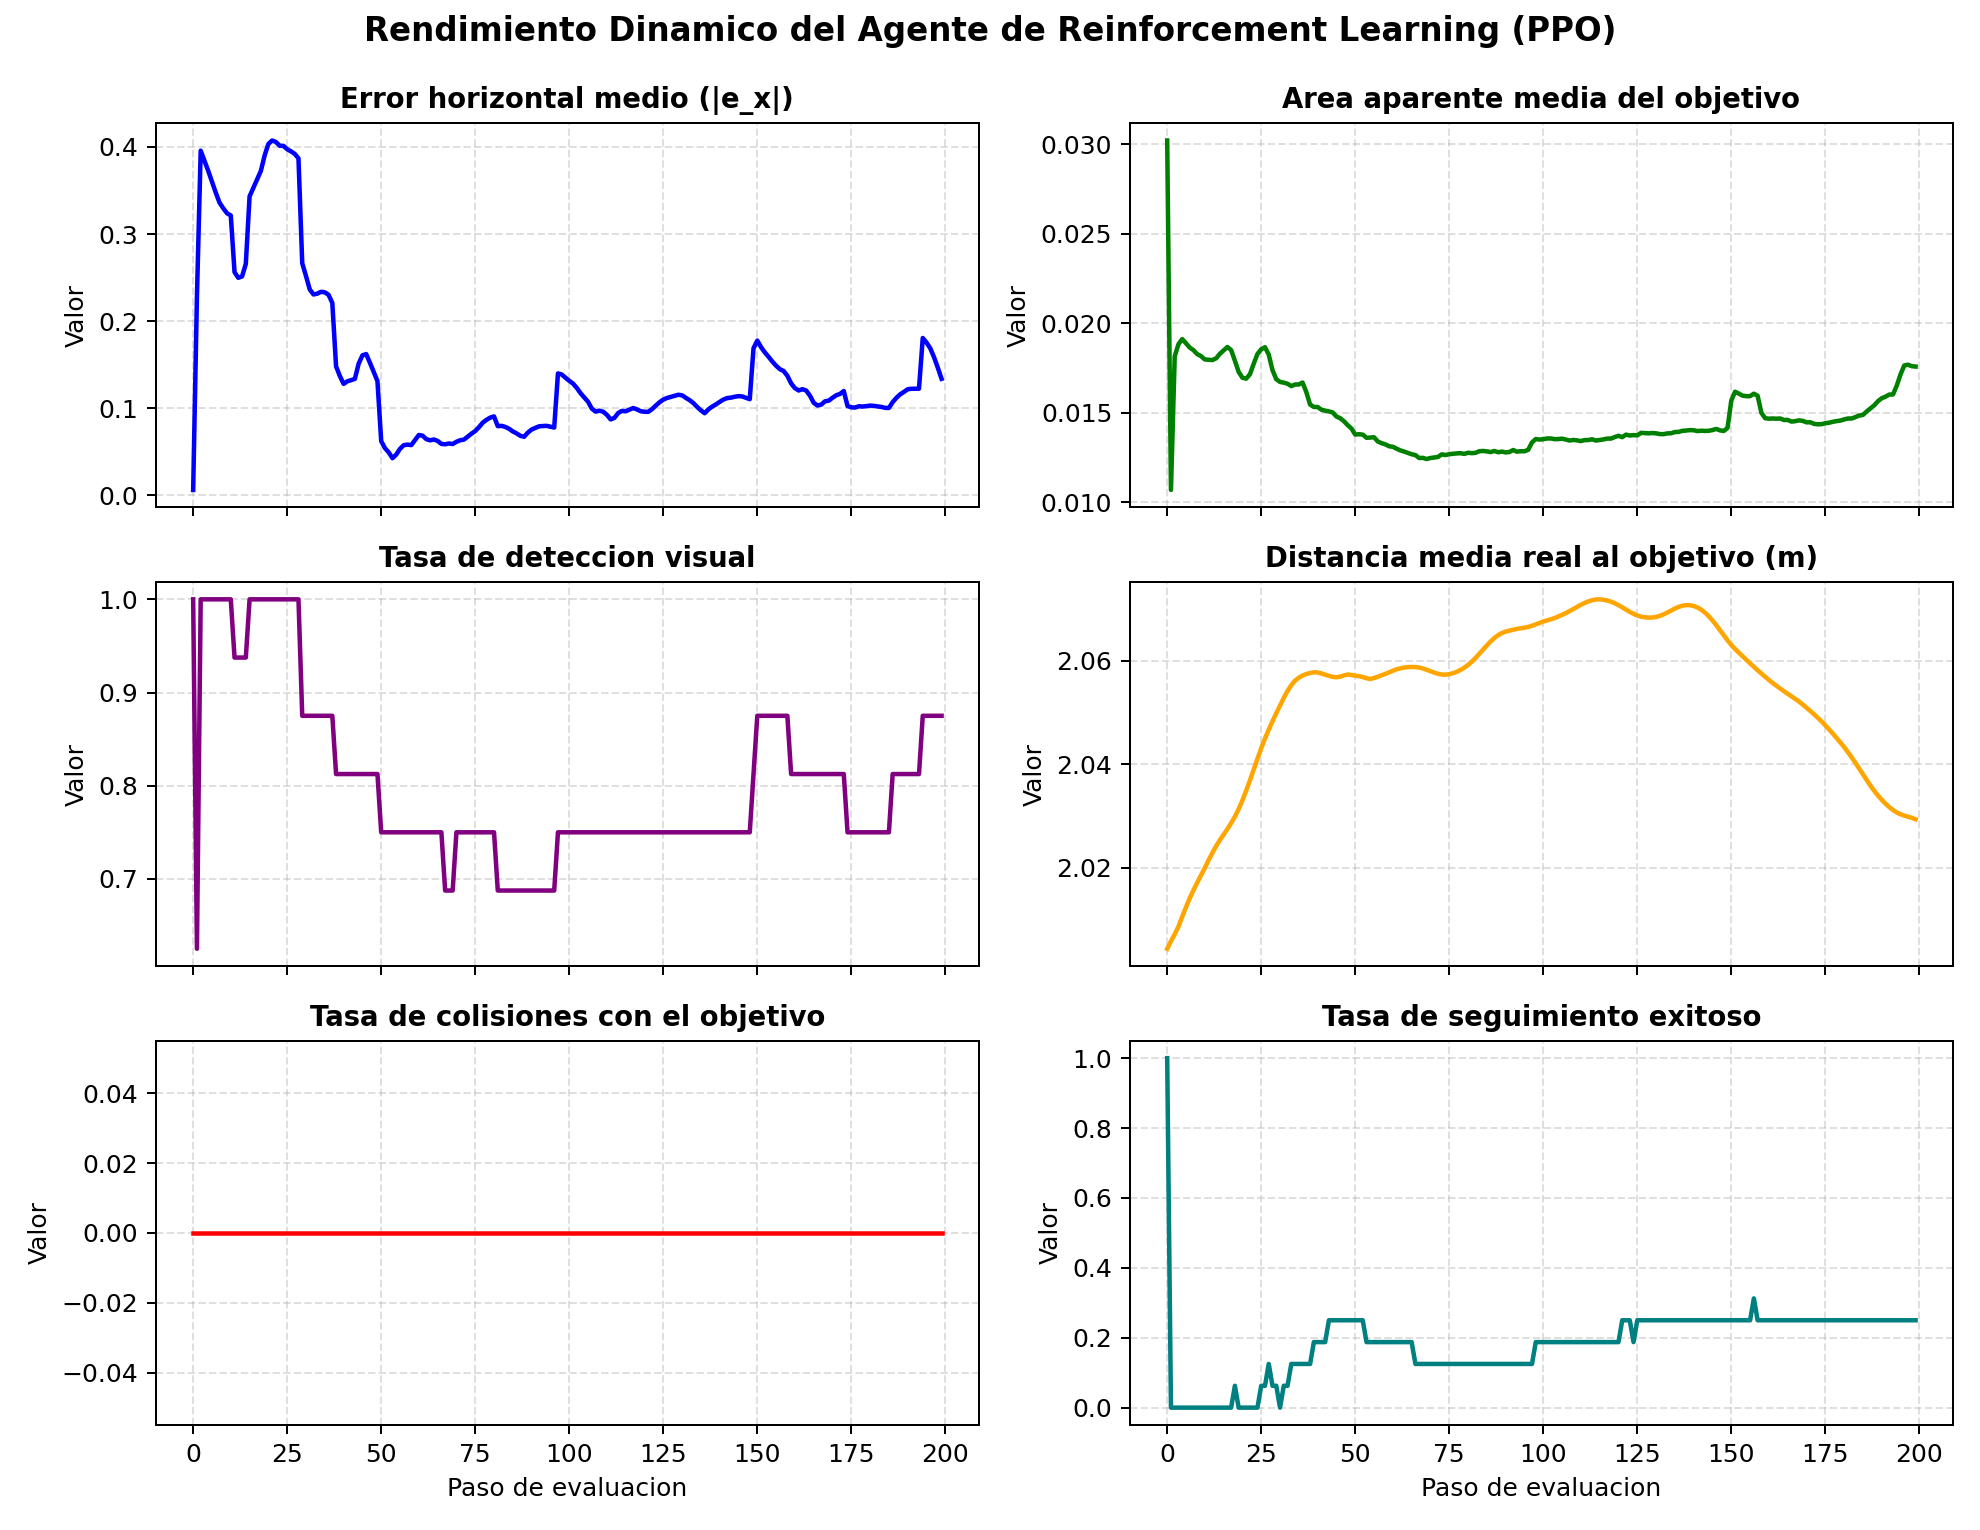 Rendimiento Dinamico del Agente de Reinforcement Learning (PPO)
Error horizontal medio (|e_x|)
Valor
0.4
0.3
0.2
0.1
0.0
Area aparente media del objetivo
Valor
0.030
0.025
0.020
0.015
0.010
Tasa de deteccion visual
Valor
1.0
0.9
0.8
0.7
Distancia media real al objetivo (m)
Valor
2.06
2.04
2.02
Tasa de colisiones con el objetivo
Valor
0.04
0.02
0.00
−0.02
−0.04
0 25 50 75 100 125 150 175 200
Paso de evaluacion
Tasa de seguimiento exitoso
Valor
1.0
0.8
0.6
0.4
0.2
0.0
0 25 50 75 100 125 150 175 200
Paso de evaluacion